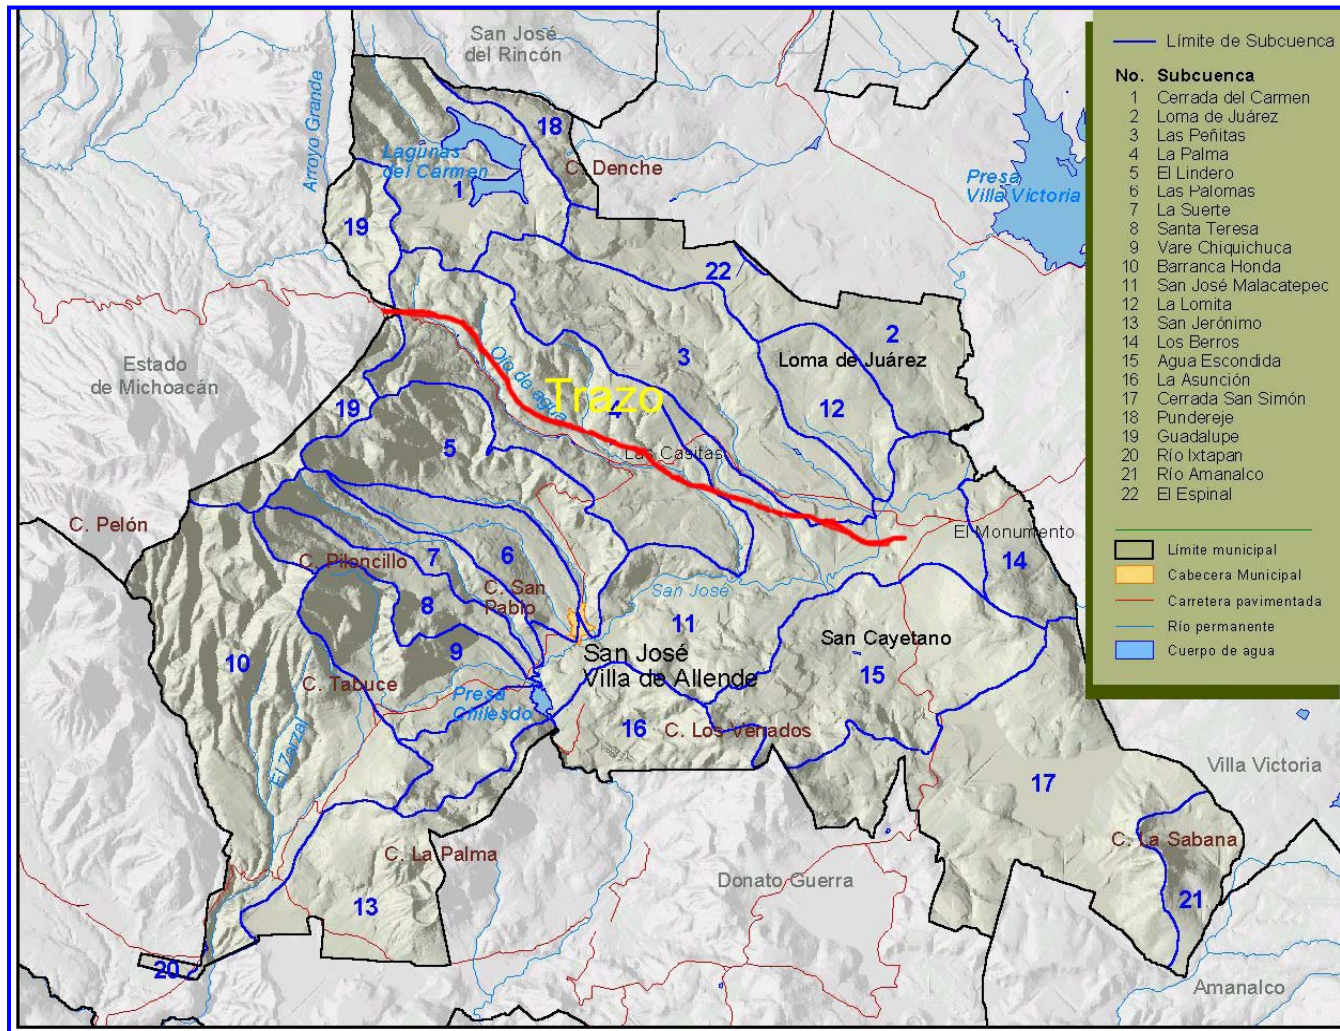 San José
del Rincón
Arroyo Grande
18
Lagunas
del Carmen
1
C. Denche
Presa
Villa Victoria
19
22
2
3
Loma de Juárez
Estado
de Michoacán
Ojo de agua
Trazo
4
12
19
5
Las Casitas
C. Pelón
El Monumento
C. Piloncillo
7
6
14
C. San
Pablo
San José
8
11
San Cayetano
10
9
San José
Villa de Allende
15
C. Tabuce
Presa
Chilesdo
16
C. Los Venados
El Zarzal
17
Villa Victoria
C. La Sabana
C. La Palma
Donato Guerra
13
21
20
Amanalco
Límite de Subcuenca
No. Subcuenca
1 Cerrada del Carmen
2 Loma de Juárez
3 Las Peñitas
4 La Palma
5 El Lindero
6 Las Palomas
7 La Suerte
8 Santa Teresa
9 Vare Chiquichuca
10 Barranca Honda
11 San José Malacatepec
12 La Lomita
13 San Jerónimo
14 Los Berros
15 Agua Escondida
16 La Asunción
17 Cerrada San Simón
18 Pundereje
19 Guadalupe
20 Río Ixtapan
21 Río Amanalco
22 El Espinal
Límite municipal
Cabecera Municipal
Carretera pavimentada
Río permanente
Cuerpo de agua